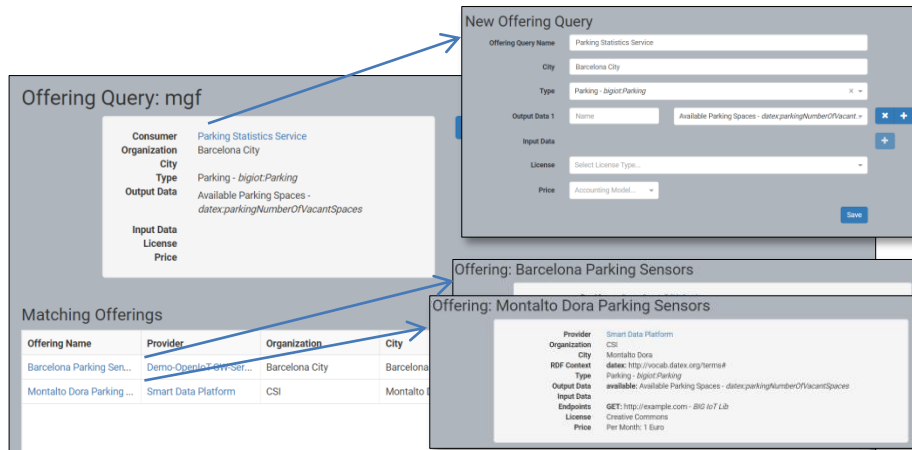 New Offering Query
Offering Query Name Parking Statistics Service
City Barcelona City
Type Parking - bigiot:Parking
Output Data 1 Name Available Parking Spaces - datex:parkingNumberOfVacant
Input Data
License Select License Type...
Price Accounting Model...
Save
Offering Query: mgf
Consumer Parking Statistics Service
Organization Barcelona City
City
Type Parking - bigiot:Parking
Output Data Available Parking Spaces -
datex:parkingNumberOfVacantSpaces
Input Data
License
Price
Matching Offerings
Offering Name Provider Organization City
Barcelona Parking Sen... Demo-OpenIoT-GW-Ser... Barcelona City Barcelona
Montalto Dora Parking ... Smart Data Platform CSI Montalto
Offering: Barcelona Parking Sensors
Offering: Montalto Dora Parking Sensors
Provider Smart Data Platform
Organization CSI
City Montalto Dora
RDF Context datex: http://vocab.datex.org/terms#
Type Parking - bigiot:Parking
Output Data available: Available Parking Spaces - datex:parkingNumberOfVacantSpaces
Input Data
Endpoints GET: http://example.com - BIG IoT Lib
License Creative Commons
Price Per Month: 1 Euro